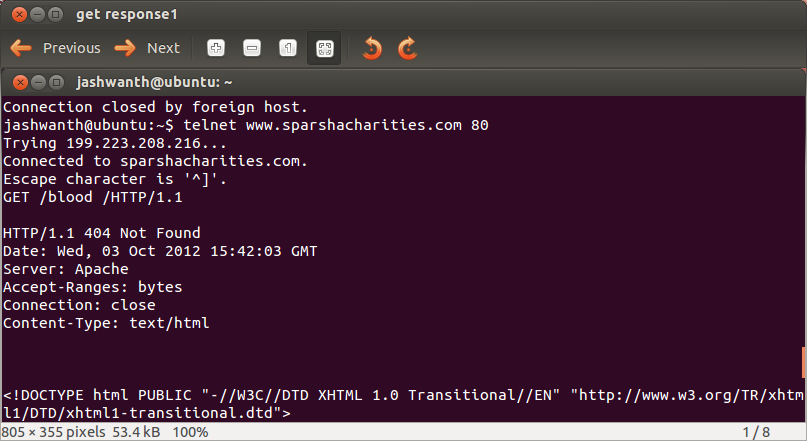 get response1
Previous Next 1
jashwanth@ubuntu: ~
Connection closed by foreign host.
jashwanth@ubuntu:~$ telnet www.sparshacharities.com 80
Trying 199.223.208.216...
Connected to sparshacharities.com.
Escape character is '^]'.
GET /blood /HTTP/1.1
HTTP/1.1 404 Not Found
Date: Wed, 03 Oct 2012 15:42:03 GMT
Server: Apache
Accept-Ranges: bytes
Connection: close
Content-Type: text/html
<!DOCTYPE html PUBLIC "-//W3C//DTD XHTML 1.0 Transitional//EN" "http://www.w3.org/TR/xhtm
l1/DTD/xhtml1-transitional.dtd">
805 × 355 pixels 53.4 kB 100% 1 / 8